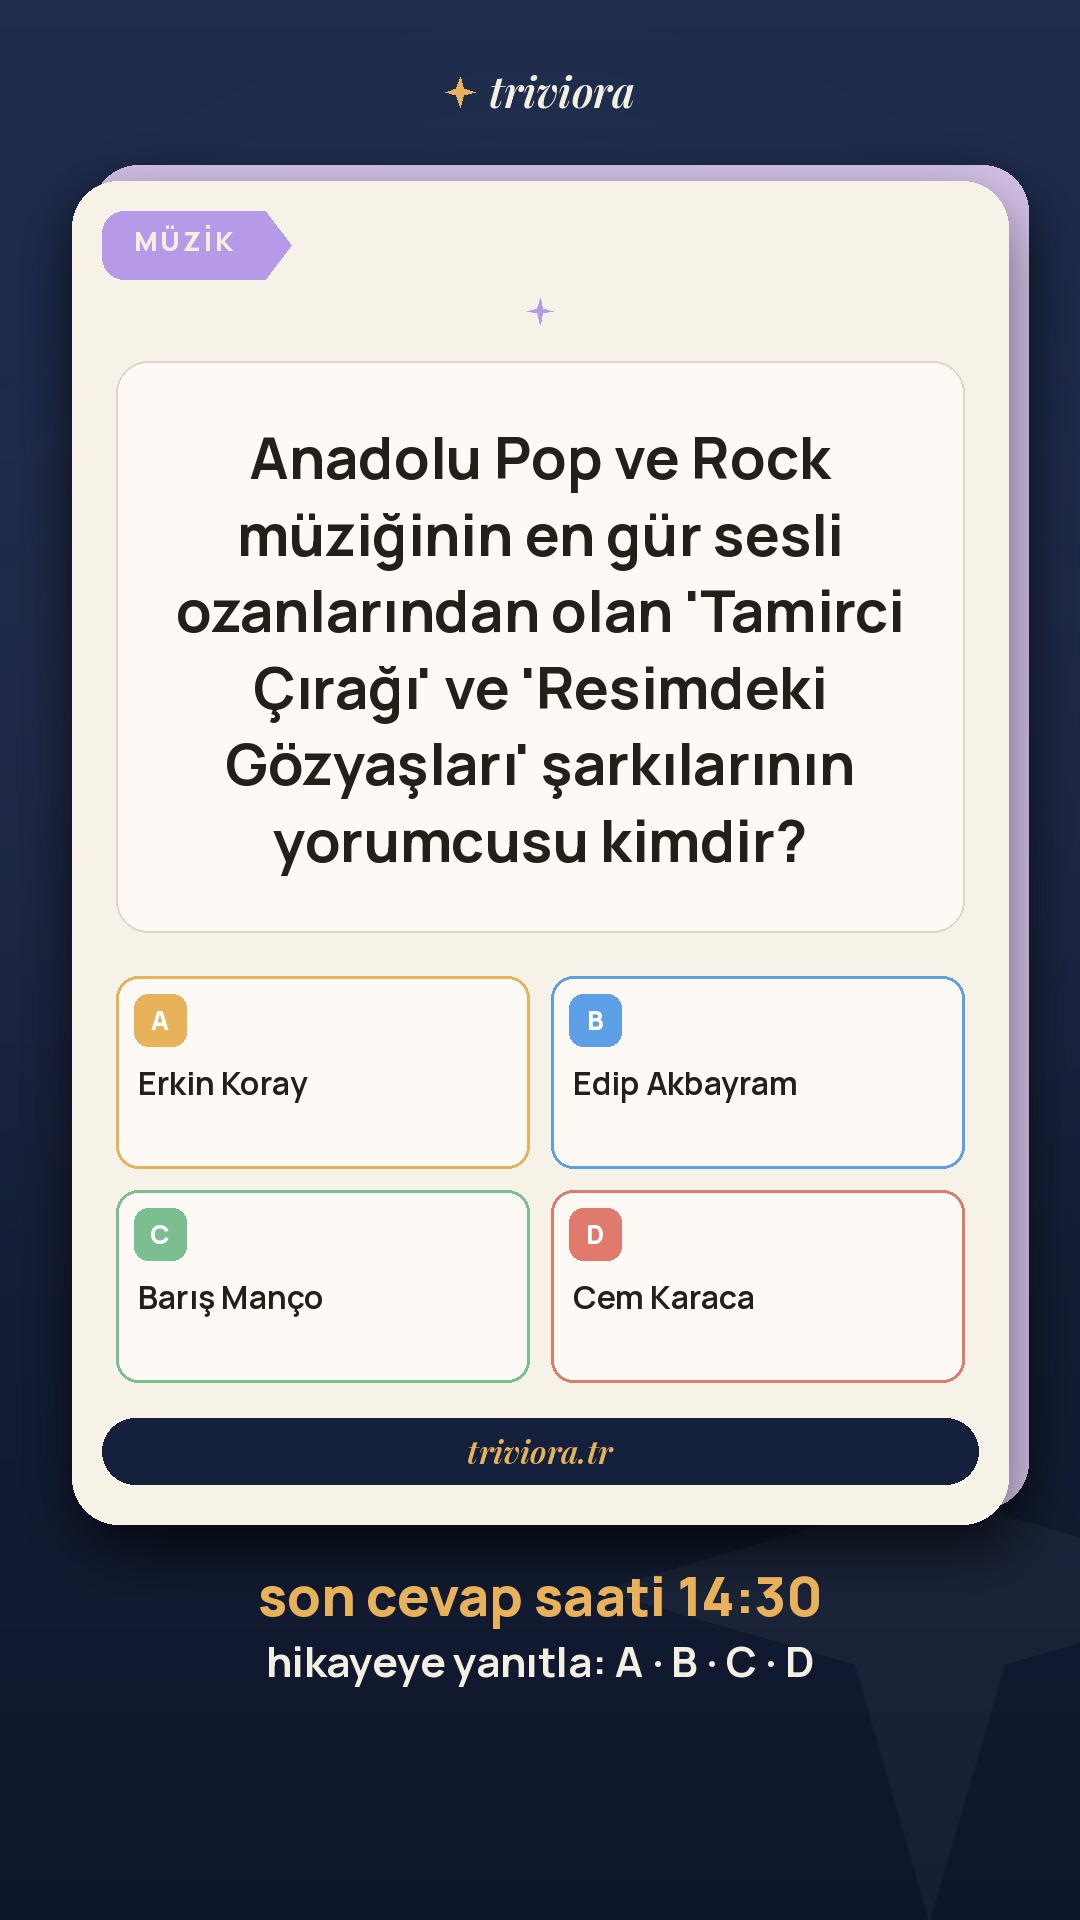 triviora
MÜZİK
Anadolu Pop ve Rock
müziğinin en gür sesli
ozanlarından olan 'Tamirci
Çırağı' ve 'Resimdeki
Gözyaşları' şarkılarının
yorumcusu kimdir?
A
Erkin Koray
B
Edip Akbayram
C
Barış Manço
D
Cem Karaca
triviora.tr
son cevap saati 14:30
hikayeye yanıtla: A · B · C · D